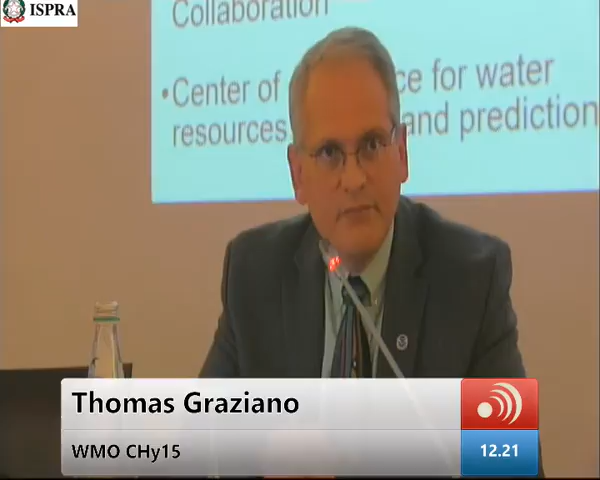 ISPRA
Collaboration
•Center of ce for water
resources, and prediction
Thomas Graziano
WMO CHy15
12.21